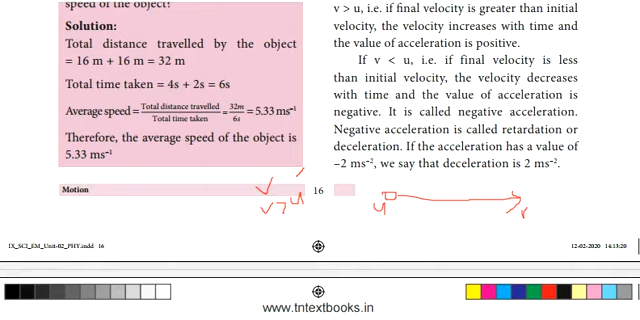 speed of the object?
Solution:
Total distance travelled by the object
= 16 m + 16 m = 32 m
Total time taken = 4s + 2s = 6s
Average speed = Total distance travelled / Total time taken = 32m / 6s = 5.33 ms⁻¹
Therefore, the average speed of the object is
5.33 ms⁻¹
v > u, i.e. if final velocity is greater than initial
velocity, the velocity increases with time and
the value of acceleration is positive.
If v < u, i.e. if final velocity is less
than initial velocity, the velocity decreases
with time and the value of acceleration is
negative. It is called negative acceleration.
Negative acceleration is called retardation or
deceleration. If the acceleration has a value of
–2 ms⁻², we say that deceleration is 2 ms⁻².
Motion
16
v > u
u
IX_SCI_EM_Unit-02_PHY.indd 16
12-02-2020 14:13:20
www.tntextbooks.in